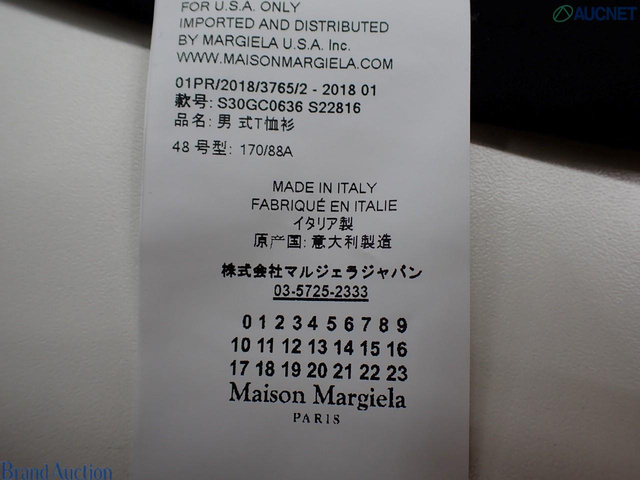 AUCNET
FOR U.S.A. ONLY
IMPORTED AND DISTRIBUTED
BY MARGIELA U.S.A. Inc.
WWW.MAISONMARGIELA.COM
01PR/2018/3765/2 - 2018 01
款号: S30GC0636 S22816
品名: 男 式T恤衫
48 号型: 170/88A
MADE IN ITALY
FABRIQUÉ EN ITALIE
イタリア製
原产国: 意大利製造
株式会社マルジェラジャパン
03-5725-2333
0 1 2 3 4 5 6 7 8 9
10 11 12 13 14 15 16
17 18 19 20 21 22 23
Maison Margiela
PARIS
Brand Auction